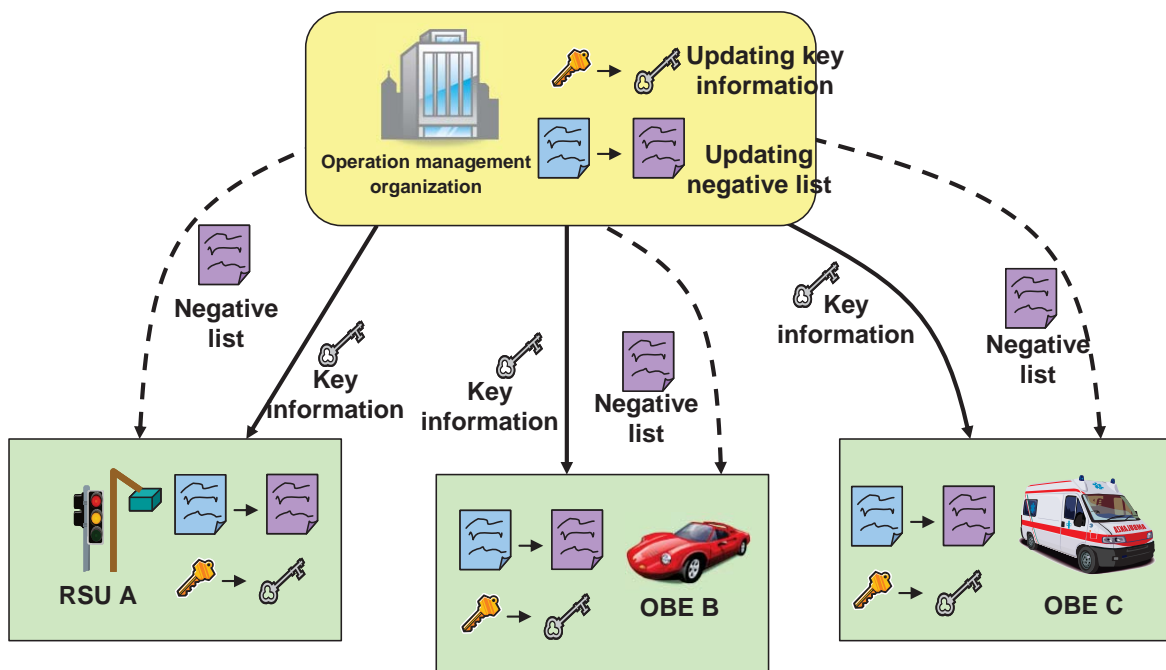 Updating key
information
Operation management
organization
Updating
negative list
Negative
list
Key
information
Key
information
Negative
list
Key
information
Negative
list
RSU A
OBE B
AMBULANS
OBE C